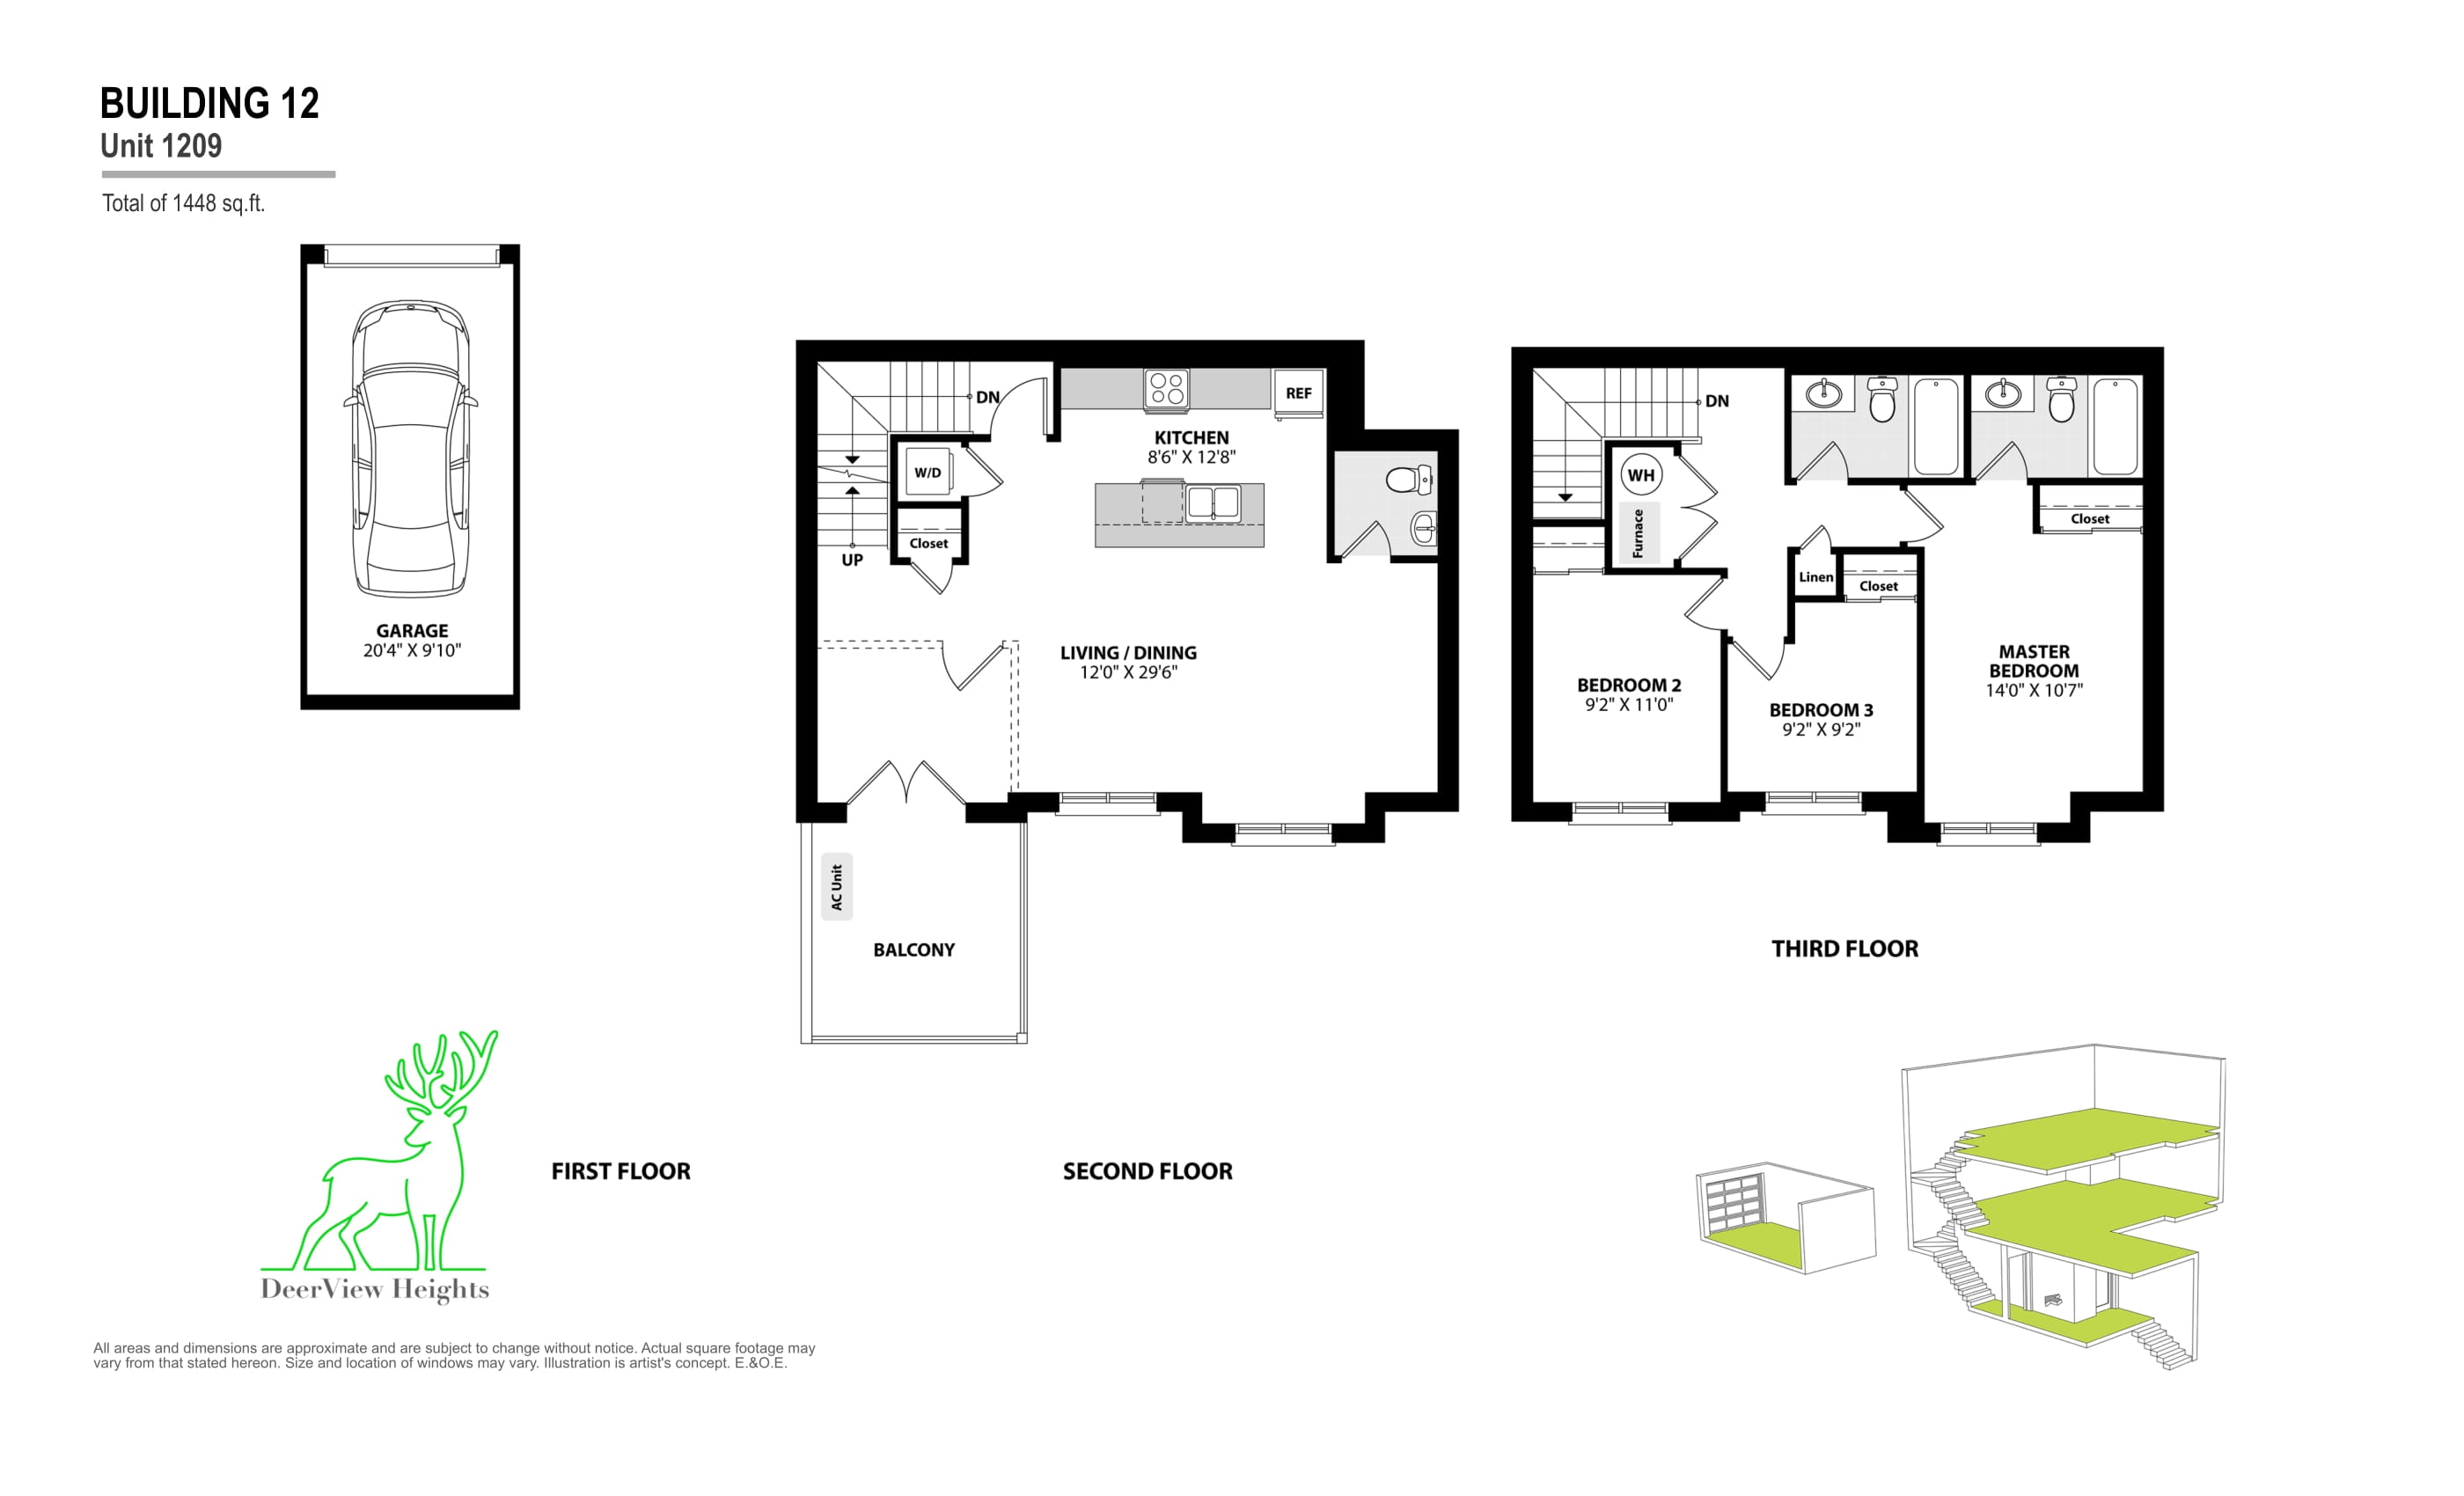 BUILDING 12
Unit 1209
Total of 1448 sq.ft.
GARAGE
20'4" X 9'10"
FIRST FLOOR
DN
REF
KITCHEN
8'6" X 12'8"
W/D
Closet
UP
LIVING / DINING
12'0" X 29'6"
AC Unit
BALCONY
SECOND FLOOR
DN
WH
Furnace
Closet
Linen
Closet
MASTER
BEDROOM
14'0" X 10'7"
BEDROOM 2
9'2" X 11'0"
BEDROOM 3
9'2" X 9'2"
THIRD FLOOR
DeerView Heights
All areas and dimensions are approximate and are subject to change without notice. Actual square footage may
vary from that stated hereon. Size and location of windows may vary. Illustration is artist's concept. E.&O.E.